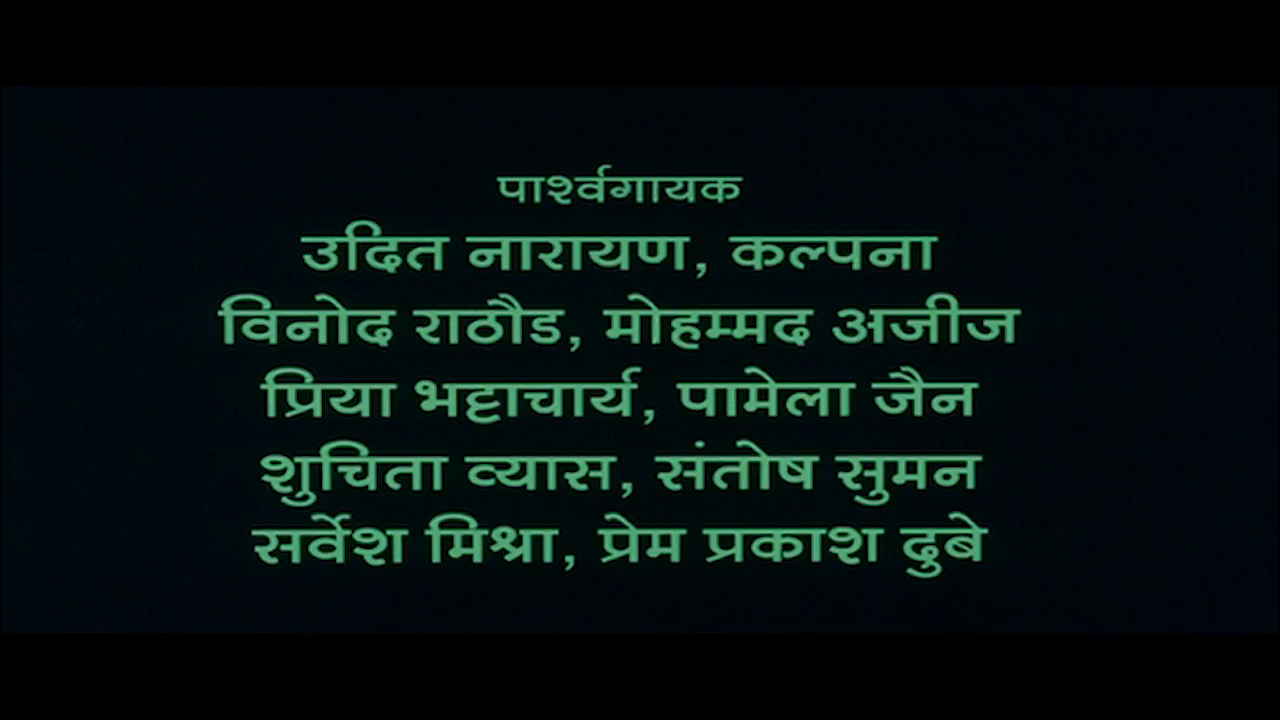 पार्श्वगायक
उदित नारायण, कल्पना
विनोद राठौड, मोहम्मद अजीज
प्रिया भट्टाचार्य, पामेला जैन
शुचिता व्यास, संतोष सुमन
सर्वेश मिश्रा, प्रेम प्रकाश दुबे